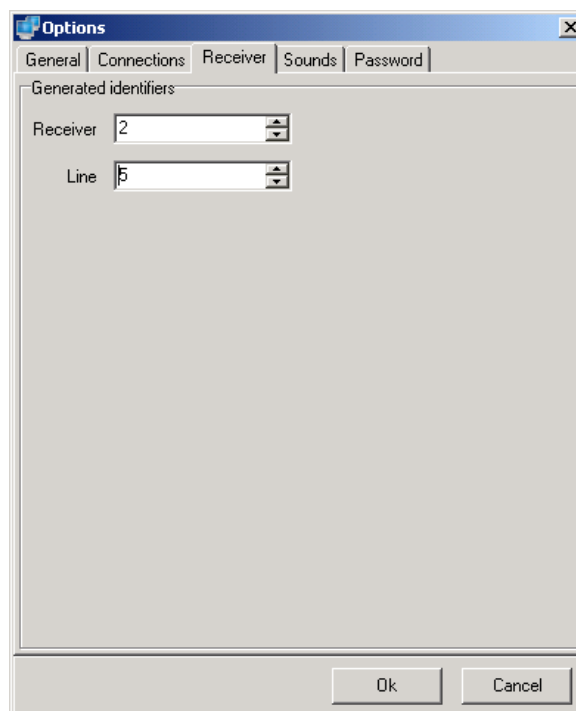 Options
General Connections Receiver Sounds Password
Generated identifiers
Receiver 2
Line 5
Ok Cancel